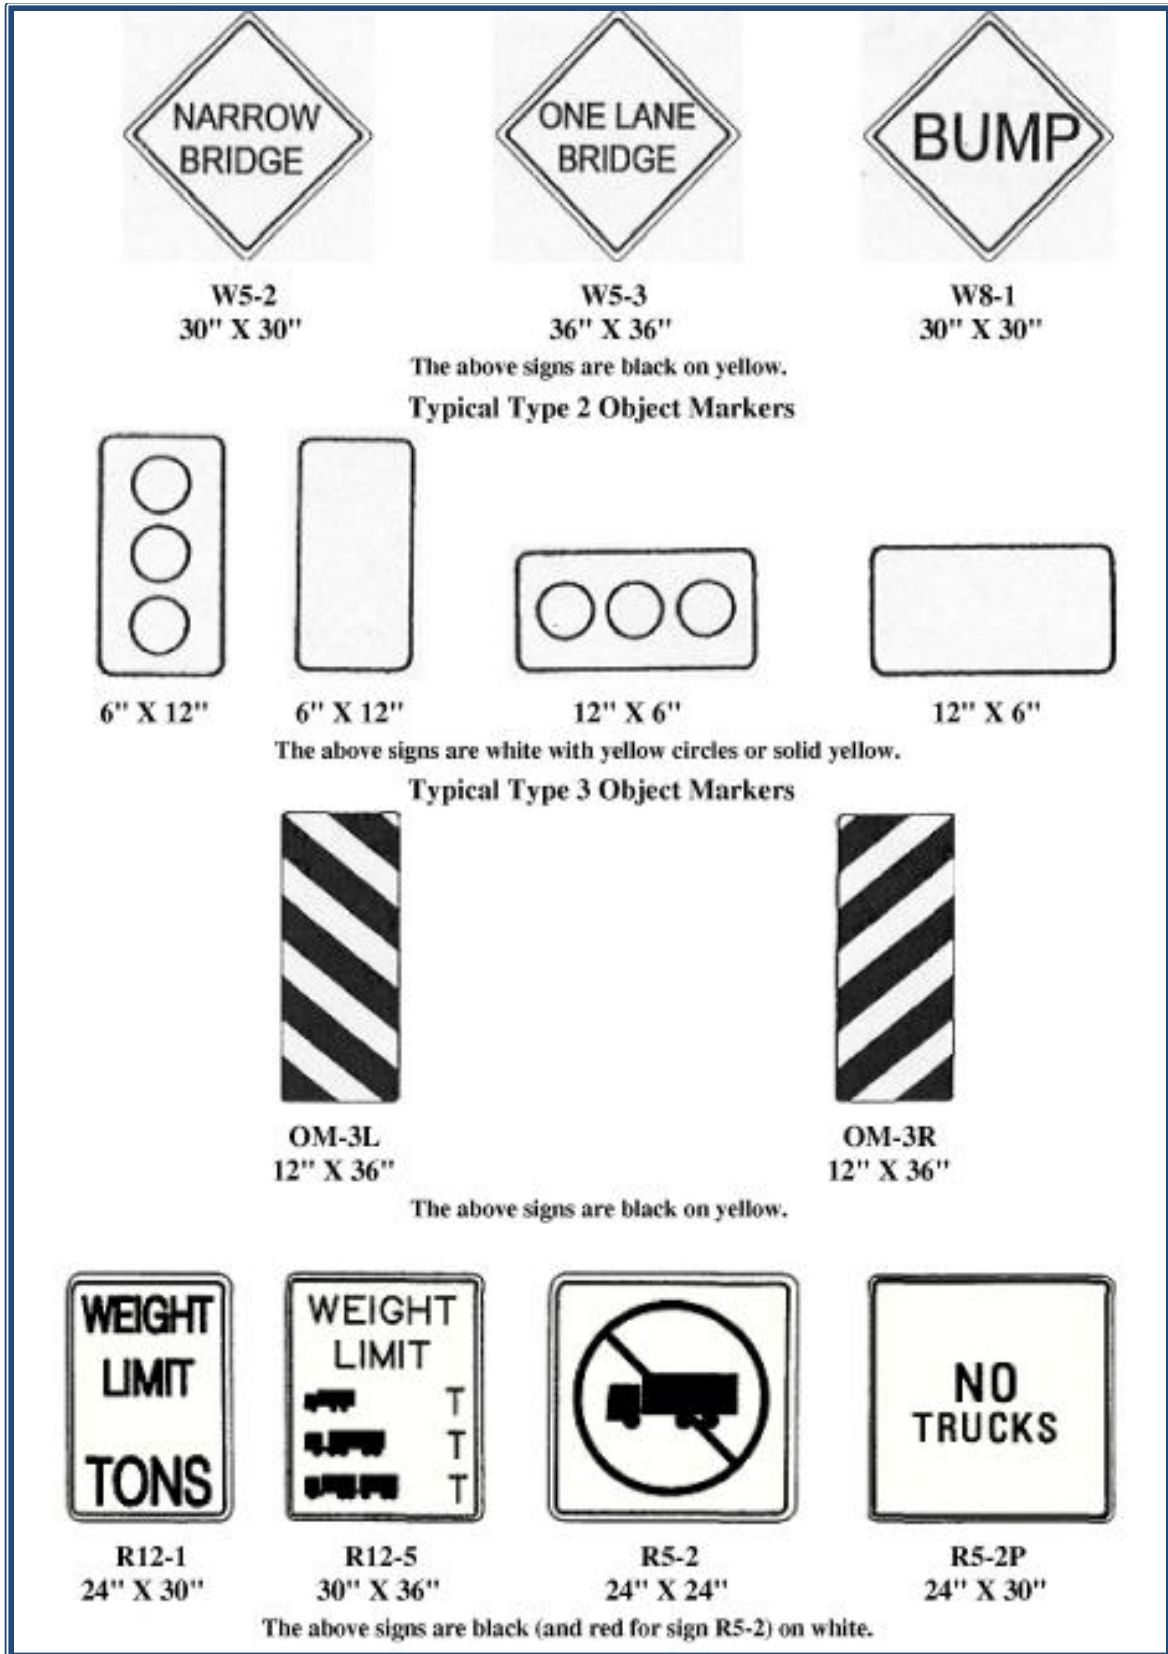 NARROW
BRIDGE
ONE LANE
BRIDGE
BUMP
W5-2
30" X 30"
W5-3
36" X 36"
W8-1
30" X 30"
The above signs are black on yellow.
Typical Type 2 Object Markers
6" X 12"
6" X 12"
12" X 6"
12" X 6"
The above signs are white with yellow circles or solid yellow.
Typical Type 3 Object Markers
OM-3L
12" X 36"
OM-3R
12" X 36"
The above signs are black on yellow.
WEIGHT
LIMIT
TONS
WEIGHT
LIMIT
T
T
T
NO
TRUCKS
R12-1
24" X 30"
R12-5
30" X 36"
R5-2
24" X 24"
R5-2P
24" X 30"
The above signs are black (and red for sign R5-2) on white.